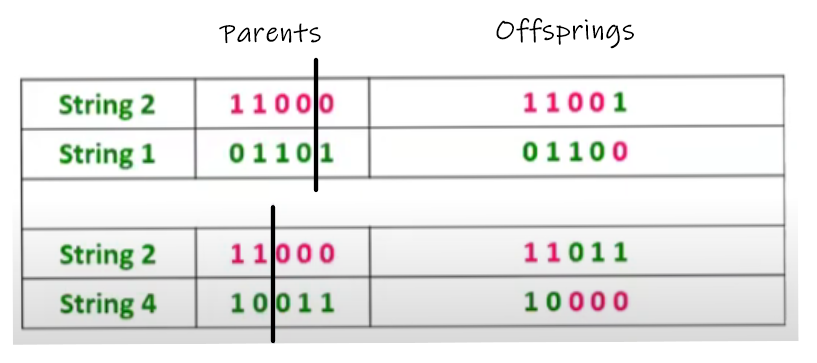 Parents Offsprings
String 2 11000 11001
String 1 01101 01100
String 2 11000 11011
String 4 10011 10000